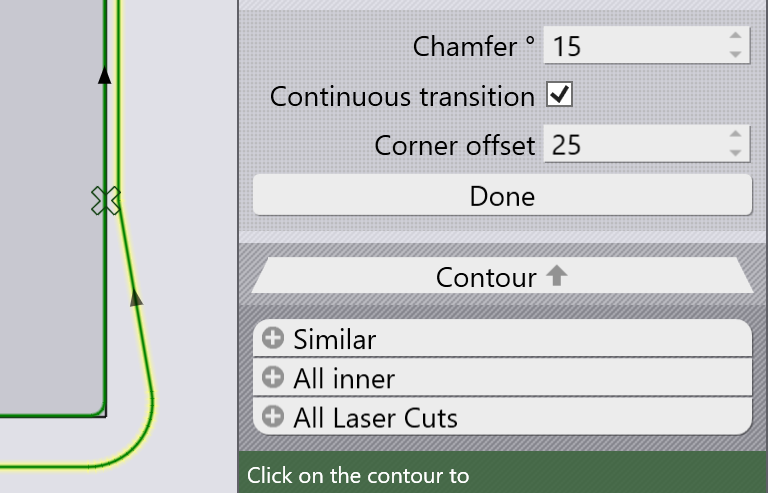 Chamfer ° 15
Continuous transition
Corner offset 25
Done
Contour
Similar
All inner
All Laser Cuts
Click on the contour to